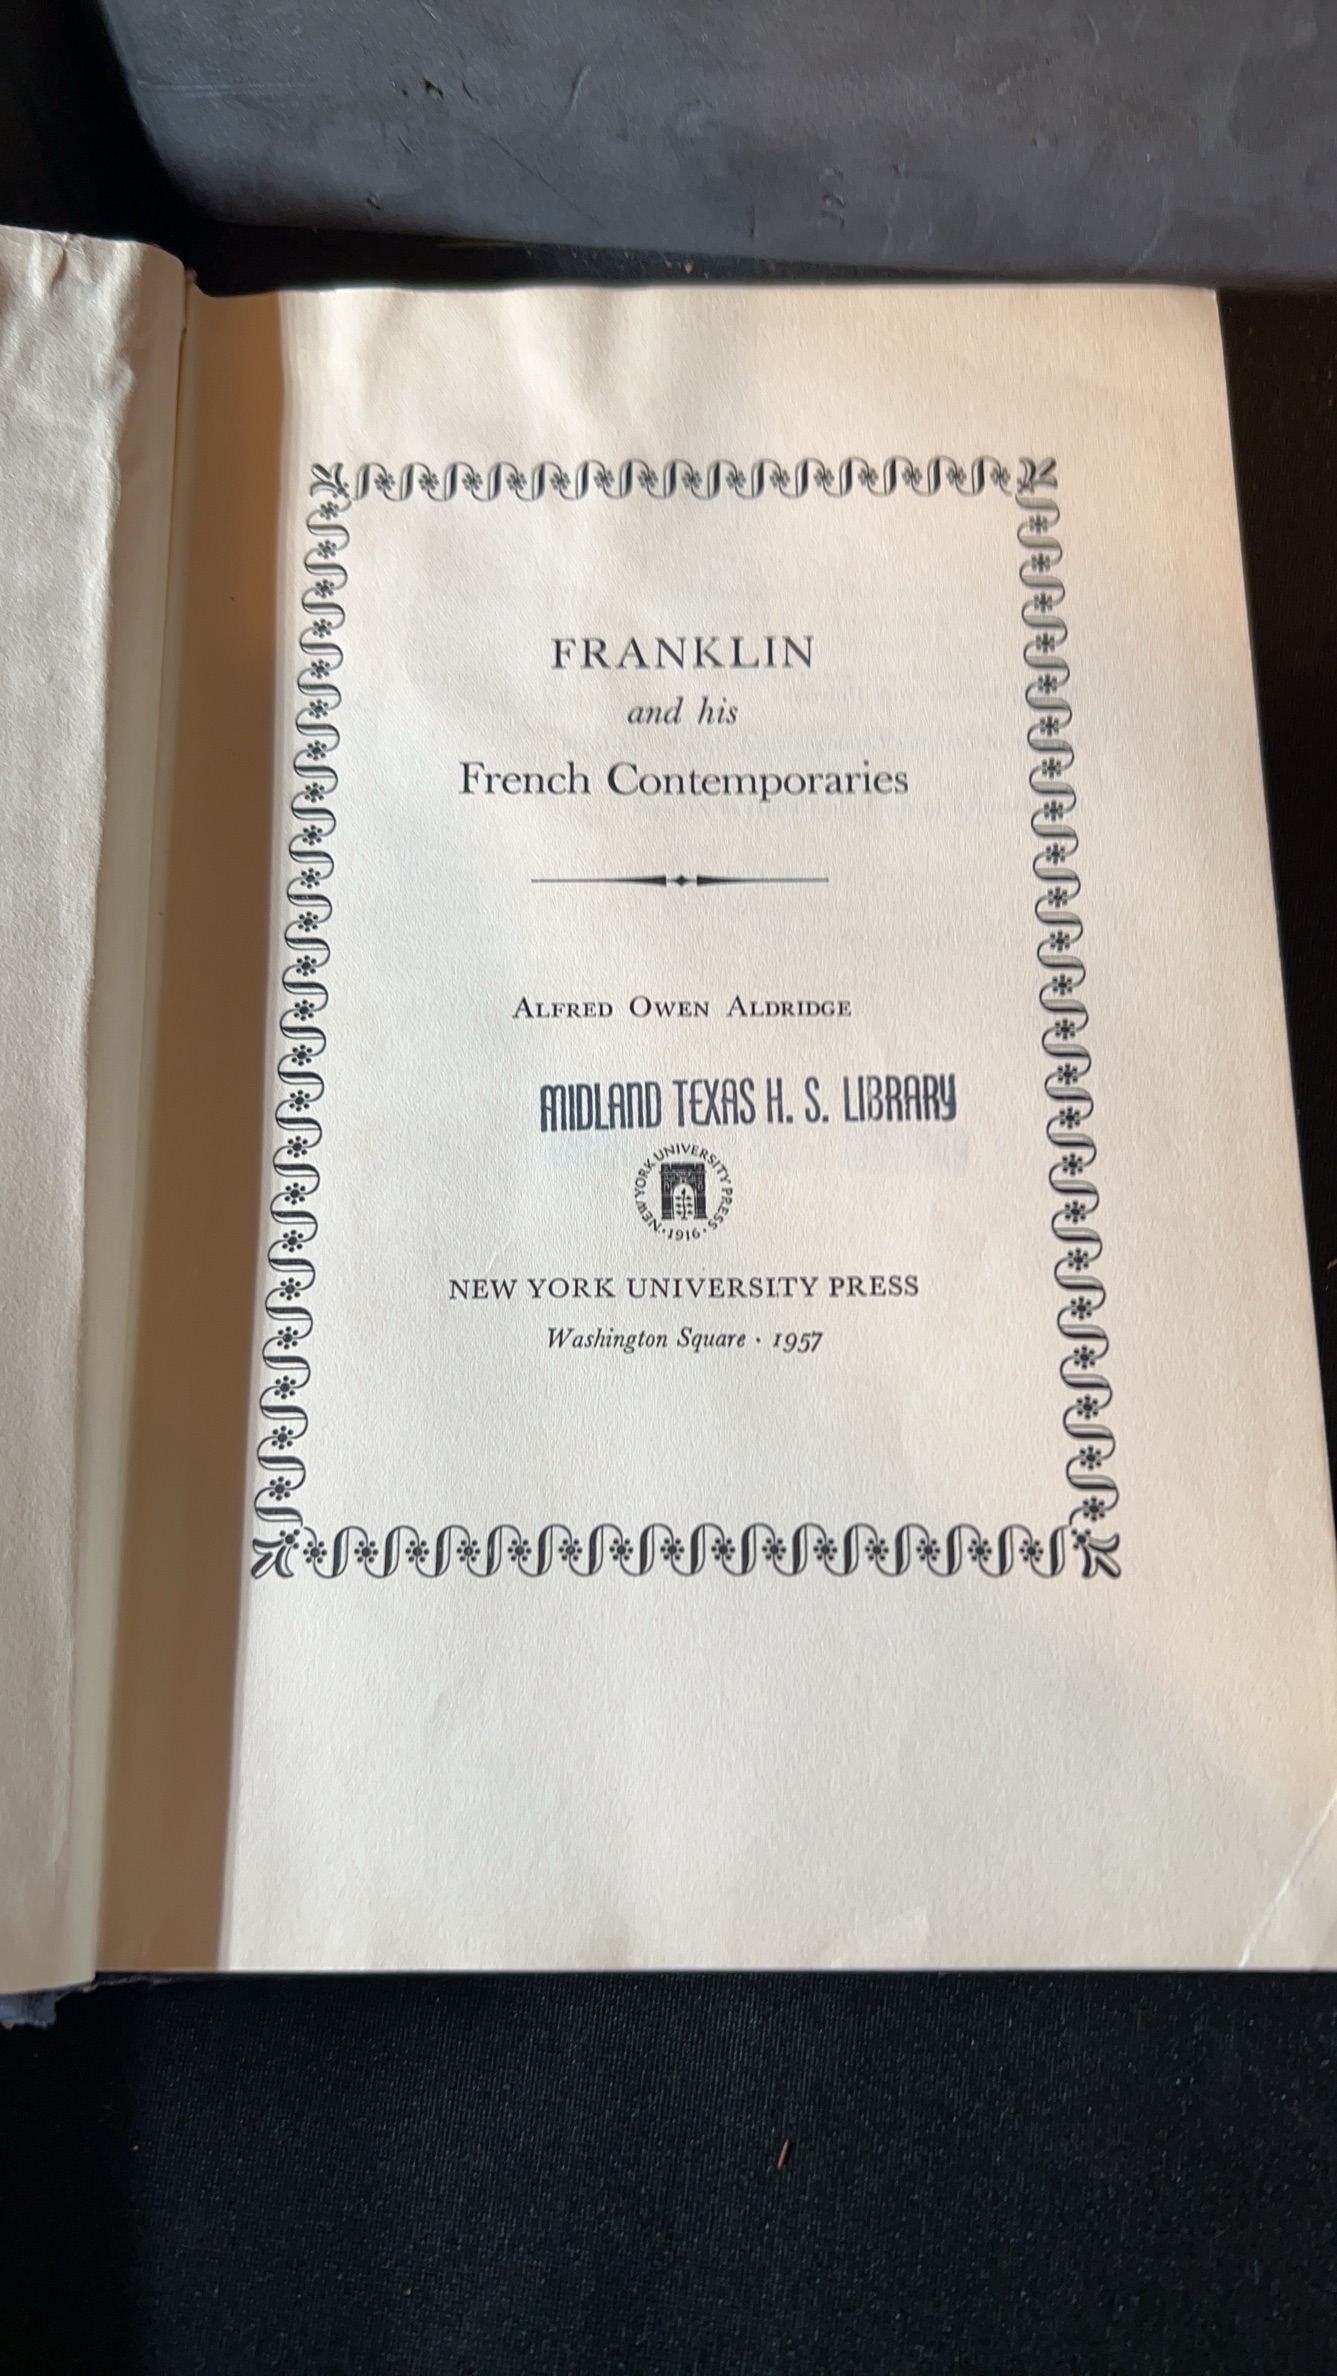 FRANKLIN
and his
French Contemporaries
ALFRED OWEN ALDRIDGE
MIDLAND TEXAS H. S. LIBRARY
NEW YORK UNIVERSITY PRESS
· 1916 ·
NEW YORK UNIVERSITY PRESS
Washington Square · 1957